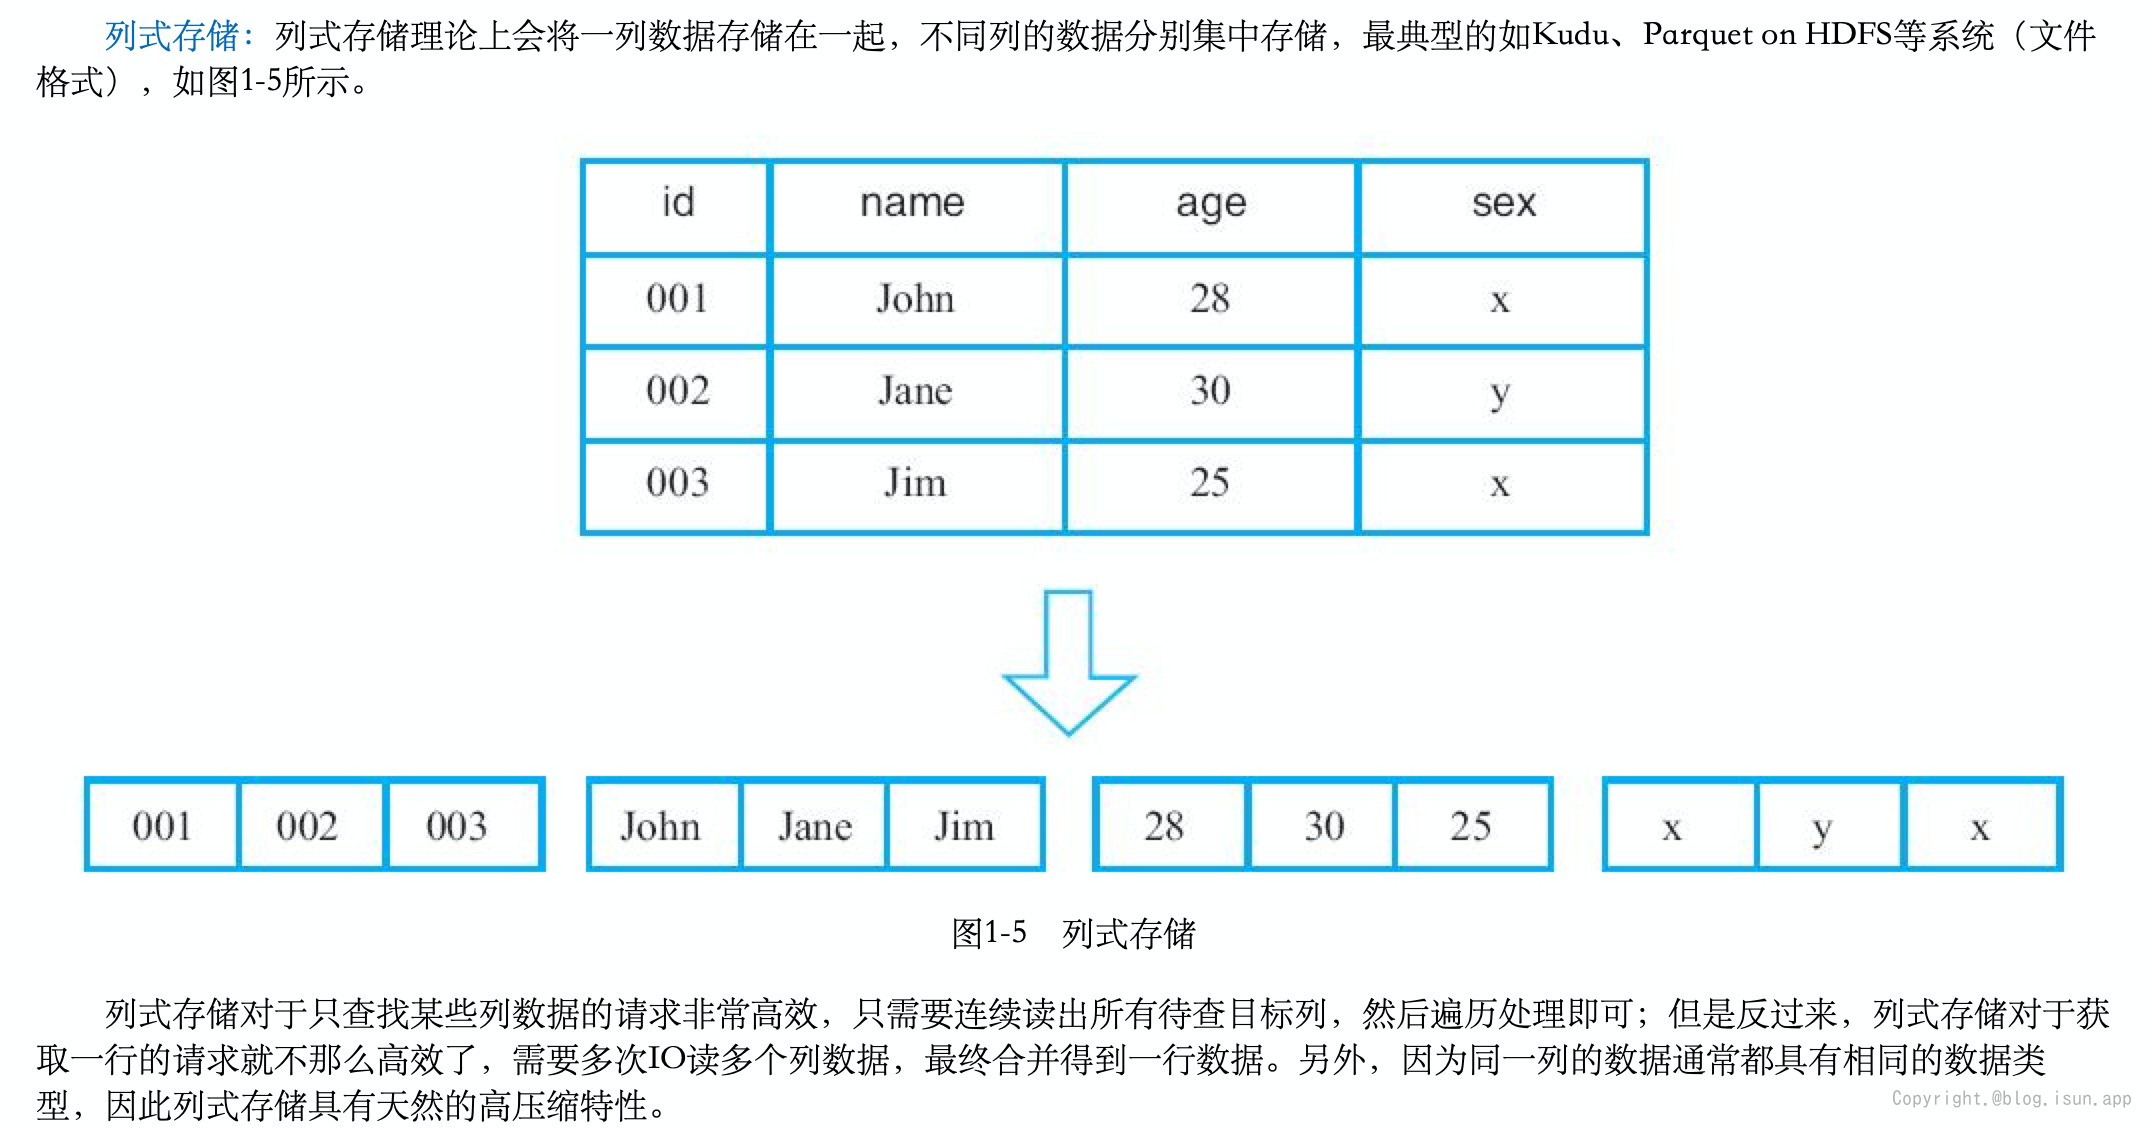 列式存储：列式存储理论上会将一列数据存储在一起，不同列的数据分别集中存储，最典型的如Kudu、Parquet on HDFS等系统（文件
格式），如图1-5所示。
id name age sex
001 John 28 x
002 Jane 30 y
003 Jim 25 x
001 002 003 John Jane Jim 28 30 25 x y x
图1-5 列式存储
列式存储对于只查找某些列数据的请求非常高效，只需要连续读出所有待查目标列，然后遍历处理即可；但是反过来，列式存储对于获
取一行的请求就不那么高效了，需要多次IO读多个列数据，最终合并得到一行数据。另外，因为同一列的数据通常都具有相同的数据类
型，因此列式存储具有天然的高压缩特性。
Copyright.@blog.isun.app